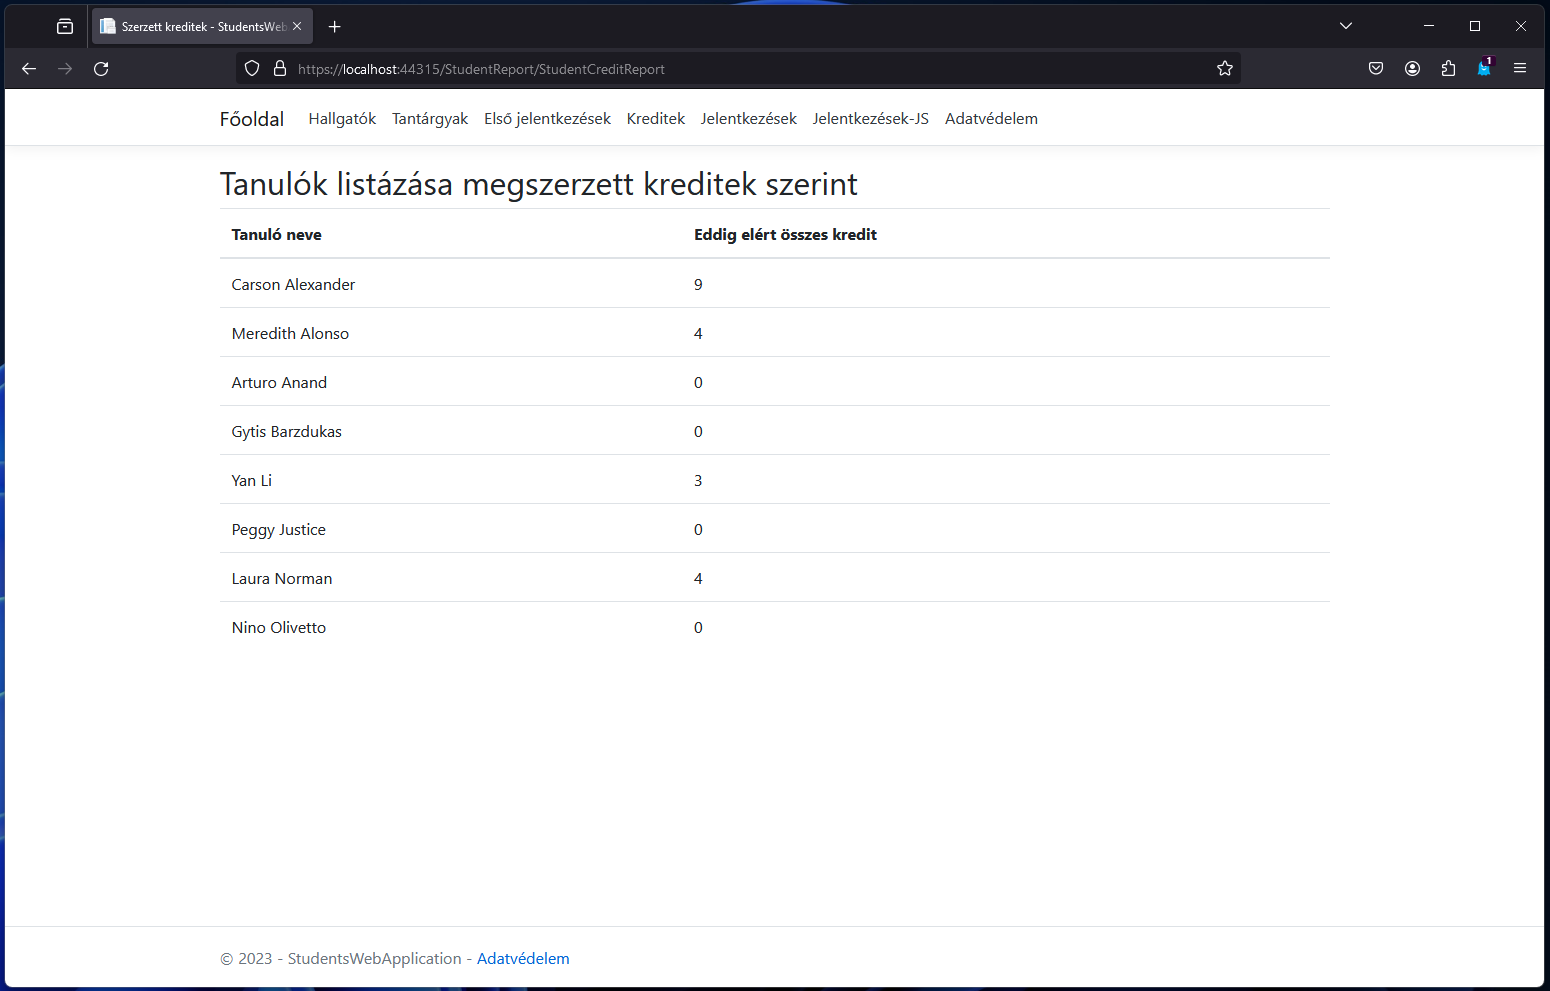 Szerzett kreditek - StudentsWeb
https://localhost:44315/StudentReport/StudentCreditReport
1
Főoldal Hallgatók Tantárgyak Első jelentkezések Kreditek Jelentkezések Jelentkezések-JS Adatvédelem
Tanulók listázása megszerzett kreditek szerint
Tanuló neve Eddig elért összes kredit
Carson Alexander 9
Meredith Alonso 4
Arturo Anand 0
Gytis Barzdukas 0
Yan Li 3
Peggy Justice 0
Laura Norman 4
Nino Olivetto 0
© 2023 - StudentsWebApplication - Adatvédelem